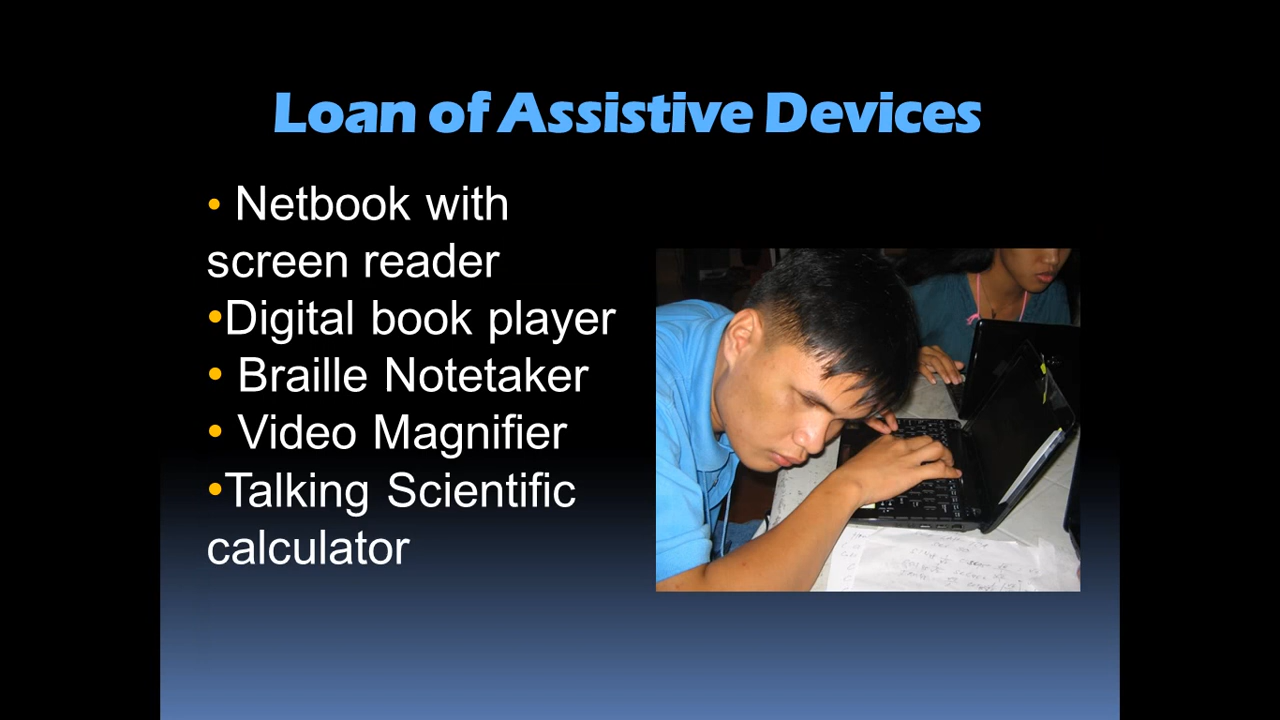 Loan of Assistive Devices
• Netbook with
screen reader
•Digital book player
• Braille Notetaker
• Video Magnifier
•Talking Scientific
calculator